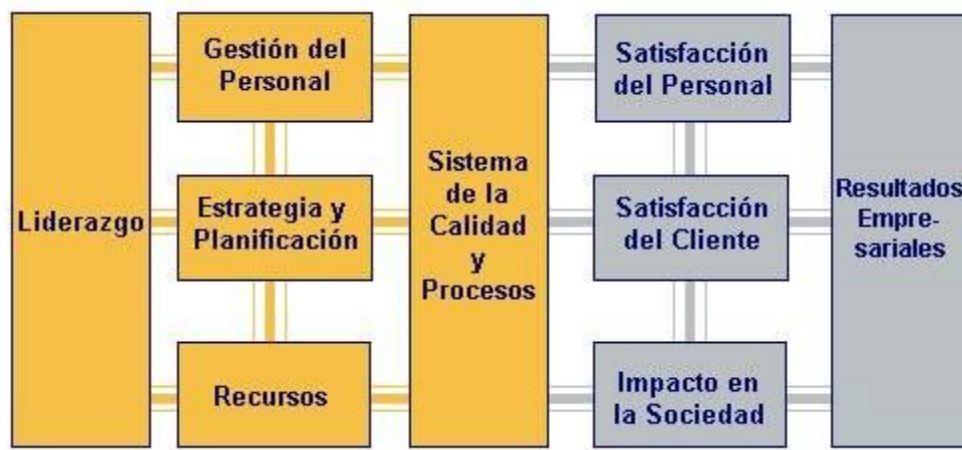 Liderazgo
Gestión del
Personal
Estrategia y
Planificación
Recursos
Sistema
de la
Calidad
y
Procesos
Satisfacción
del Personal
Satisfacción
del Cliente
Impacto en
la Sociedad
Resultados
Empre-
sariales